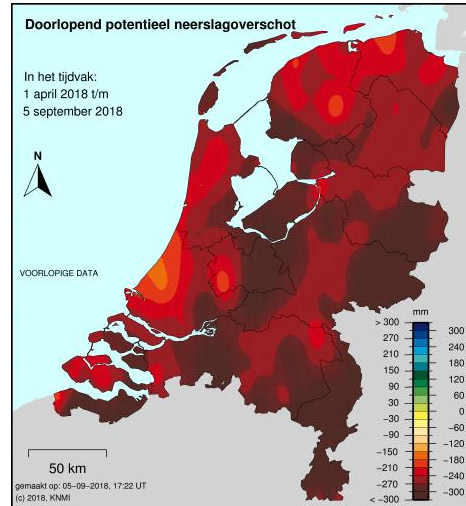 Doorlopend potentieel neerslagoverschot
In het tijdvak:
1 april 2018 t/m
5 september 2018
N
VOORLOPIGE DATA
mm
> 300
270
210
150
90
30
−30
−90
−150
−210
−270
< −300
300
240
180
120
60
0
−60
−120
−180
−240
−300
50 km
gemaakt op: 05−09−2018, 17:22 UT
(c) 2018, KNMI